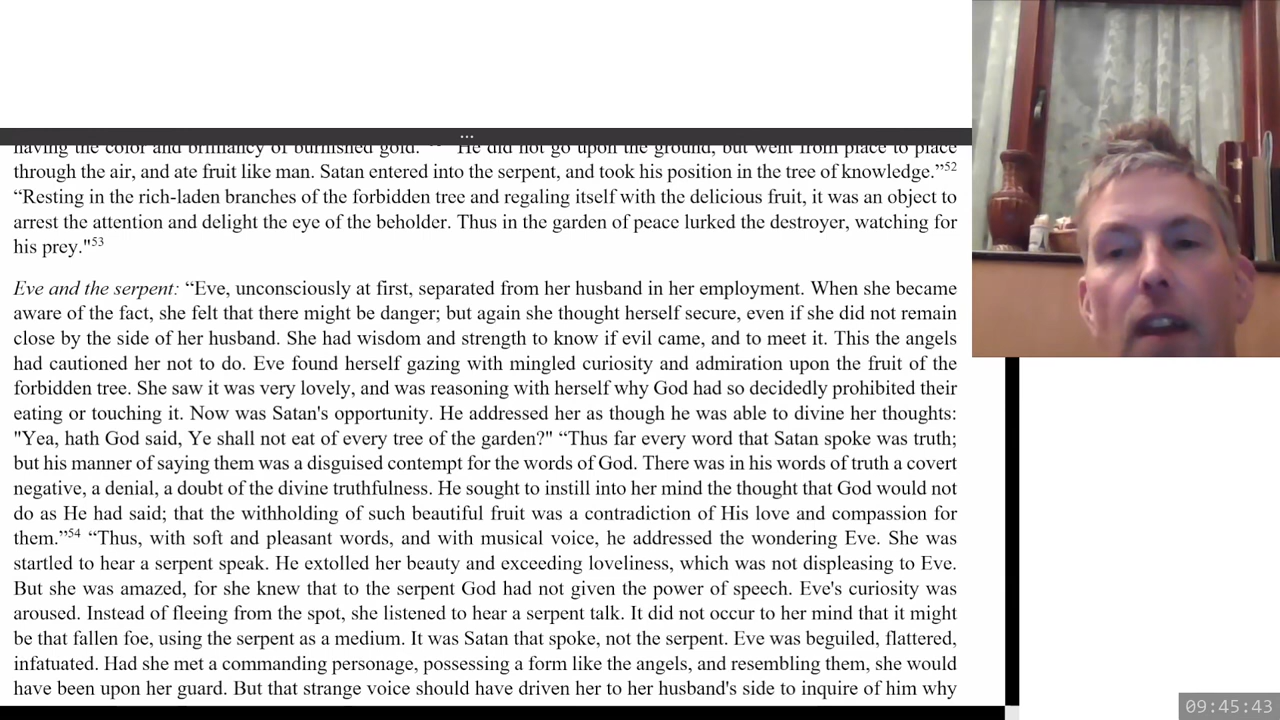 having the color and brilliancy of burnished gold. He did not go upon the ground, but went from place to place
through the air, and ate fruit like man. Satan entered into the serpent, and took his position in the tree of knowledge.”52
“Resting in the rich-laden branches of the forbidden tree and regaling itself with the delicious fruit, it was an object to
arrest the attention and delight the eye of the beholder. Thus in the garden of peace lurked the destroyer, watching for
his prey."53
Eve and the serpent: “Eve, unconsciously at first, separated from her husband in her employment. When she became
aware of the fact, she felt that there might be danger; but again she thought herself secure, even if she did not remain
close by the side of her husband. She had wisdom and strength to know if evil came, and to meet it. This the angels
had cautioned her not to do. Eve found herself gazing with mingled curiosity and admiration upon the fruit of the
forbidden tree. She saw it was very lovely, and was reasoning with herself why God had so decidedly prohibited their
eating or touching it. Now was Satan's opportunity. He addressed her as though he was able to divine her thoughts:
"Yea, hath God said, Ye shall not eat of every tree of the garden?" “Thus far every word that Satan spoke was truth;
but his manner of saying them was a disguised contempt for the words of God. There was in his words of truth a covert
negative, a denial, a doubt of the divine truthfulness. He sought to instill into her mind the thought that God would not
do as He had said; that the withholding of such beautiful fruit was a contradiction of His love and compassion for
them.”54 “Thus, with soft and pleasant words, and with musical voice, he addressed the wondering Eve. She was
startled to hear a serpent speak. He extolled her beauty and exceeding loveliness, which was not displeasing to Eve.
But she was amazed, for she knew that to the serpent God had not given the power of speech. Eve's curiosity was
aroused. Instead of fleeing from the spot, she listened to hear a serpent talk. It did not occur to her mind that it might
be that fallen foe, using the serpent as a medium. It was Satan that spoke, not the serpent. Eve was beguiled, flattered,
infatuated. Had she met a commanding personage, possessing a form like the angels, and resembling them, she would
have been upon her guard. But that strange voice should have driven her to her husband's side to inquire of him why
09:45:43